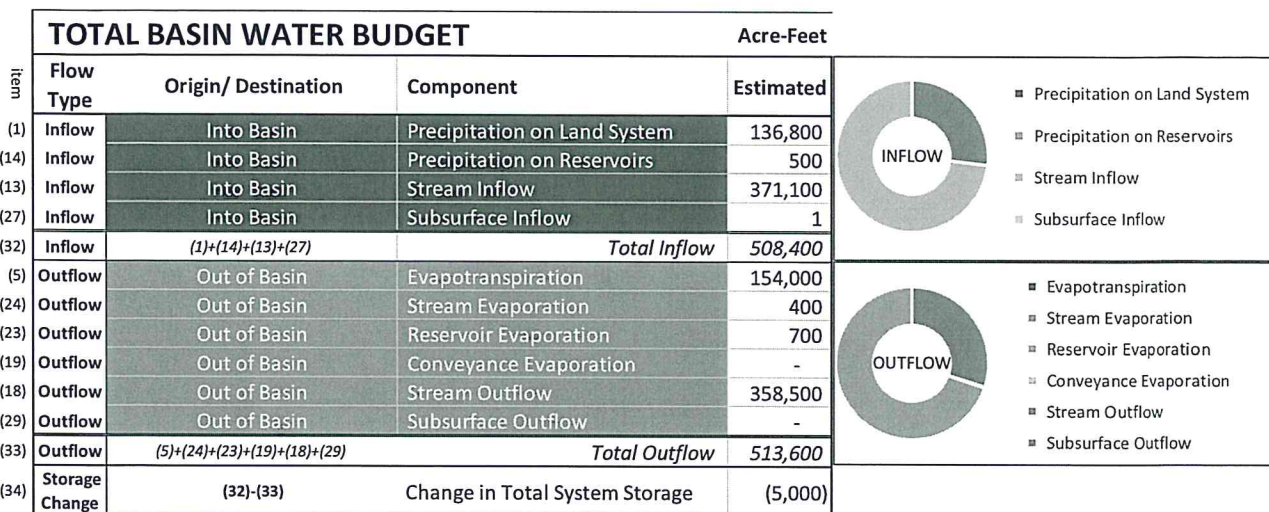 TOTAL BASIN WATER BUDGET Acre-Feet
item Flow Type Origin/ Destination Component Estimated
(1) Inflow Into Basin Precipitation on Land System 136,800
(14) Inflow Into Basin Precipitation on Reservoirs 500
(13) Inflow Into Basin Stream Inflow 371,100
(27) Inflow Into Basin Subsurface Inflow 1
(32) Inflow (1)+(14)+(13)+(27) Total Inflow 508,400
(5) Outflow Out of Basin Evapotranspiration 154,000
(24) Outflow Out of Basin Stream Evaporation 400
(23) Outflow Out of Basin Reservoir Evaporation 700
(19) Outflow Out of Basin Conveyance Evaporation -
(18) Outflow Out of Basin Stream Outflow 358,500
(29) Outflow Out of Basin Subsurface Outflow -
(33) Outflow (5)+(24)+(23)+(19)+(18)+(29) Total Outflow 513,600
(34) Storage Change (32)-(33) Change in Total System Storage (5,000)
INFLOW
Precipitation on Land System
Precipitation on Reservoirs
Stream Inflow
Subsurface Inflow
OUTFLOW
Evapotranspiration
Stream Evaporation
Reservoir Evaporation
Conveyance Evaporation
Stream Outflow
Subsurface Outflow